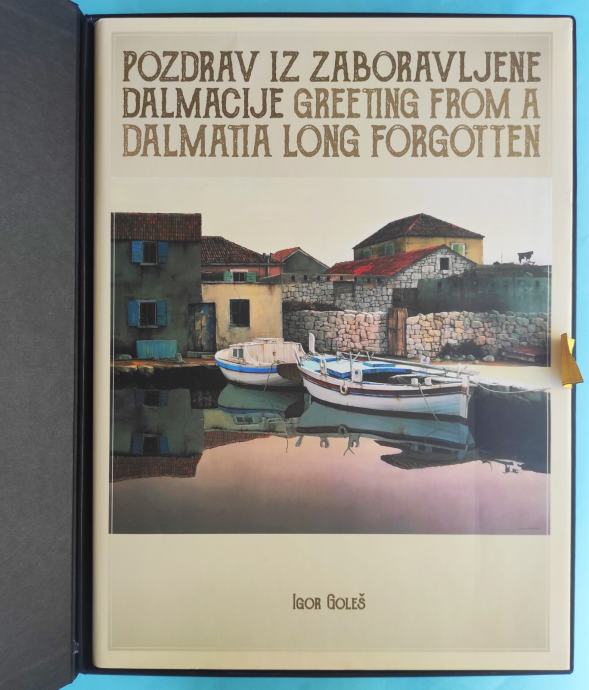 POZDRAV IZ ZABORAVLJENE
DALMACIJE GREETING FROM A
DALMATIA LONG FORGOTTEN
IGOR GOLEŠ